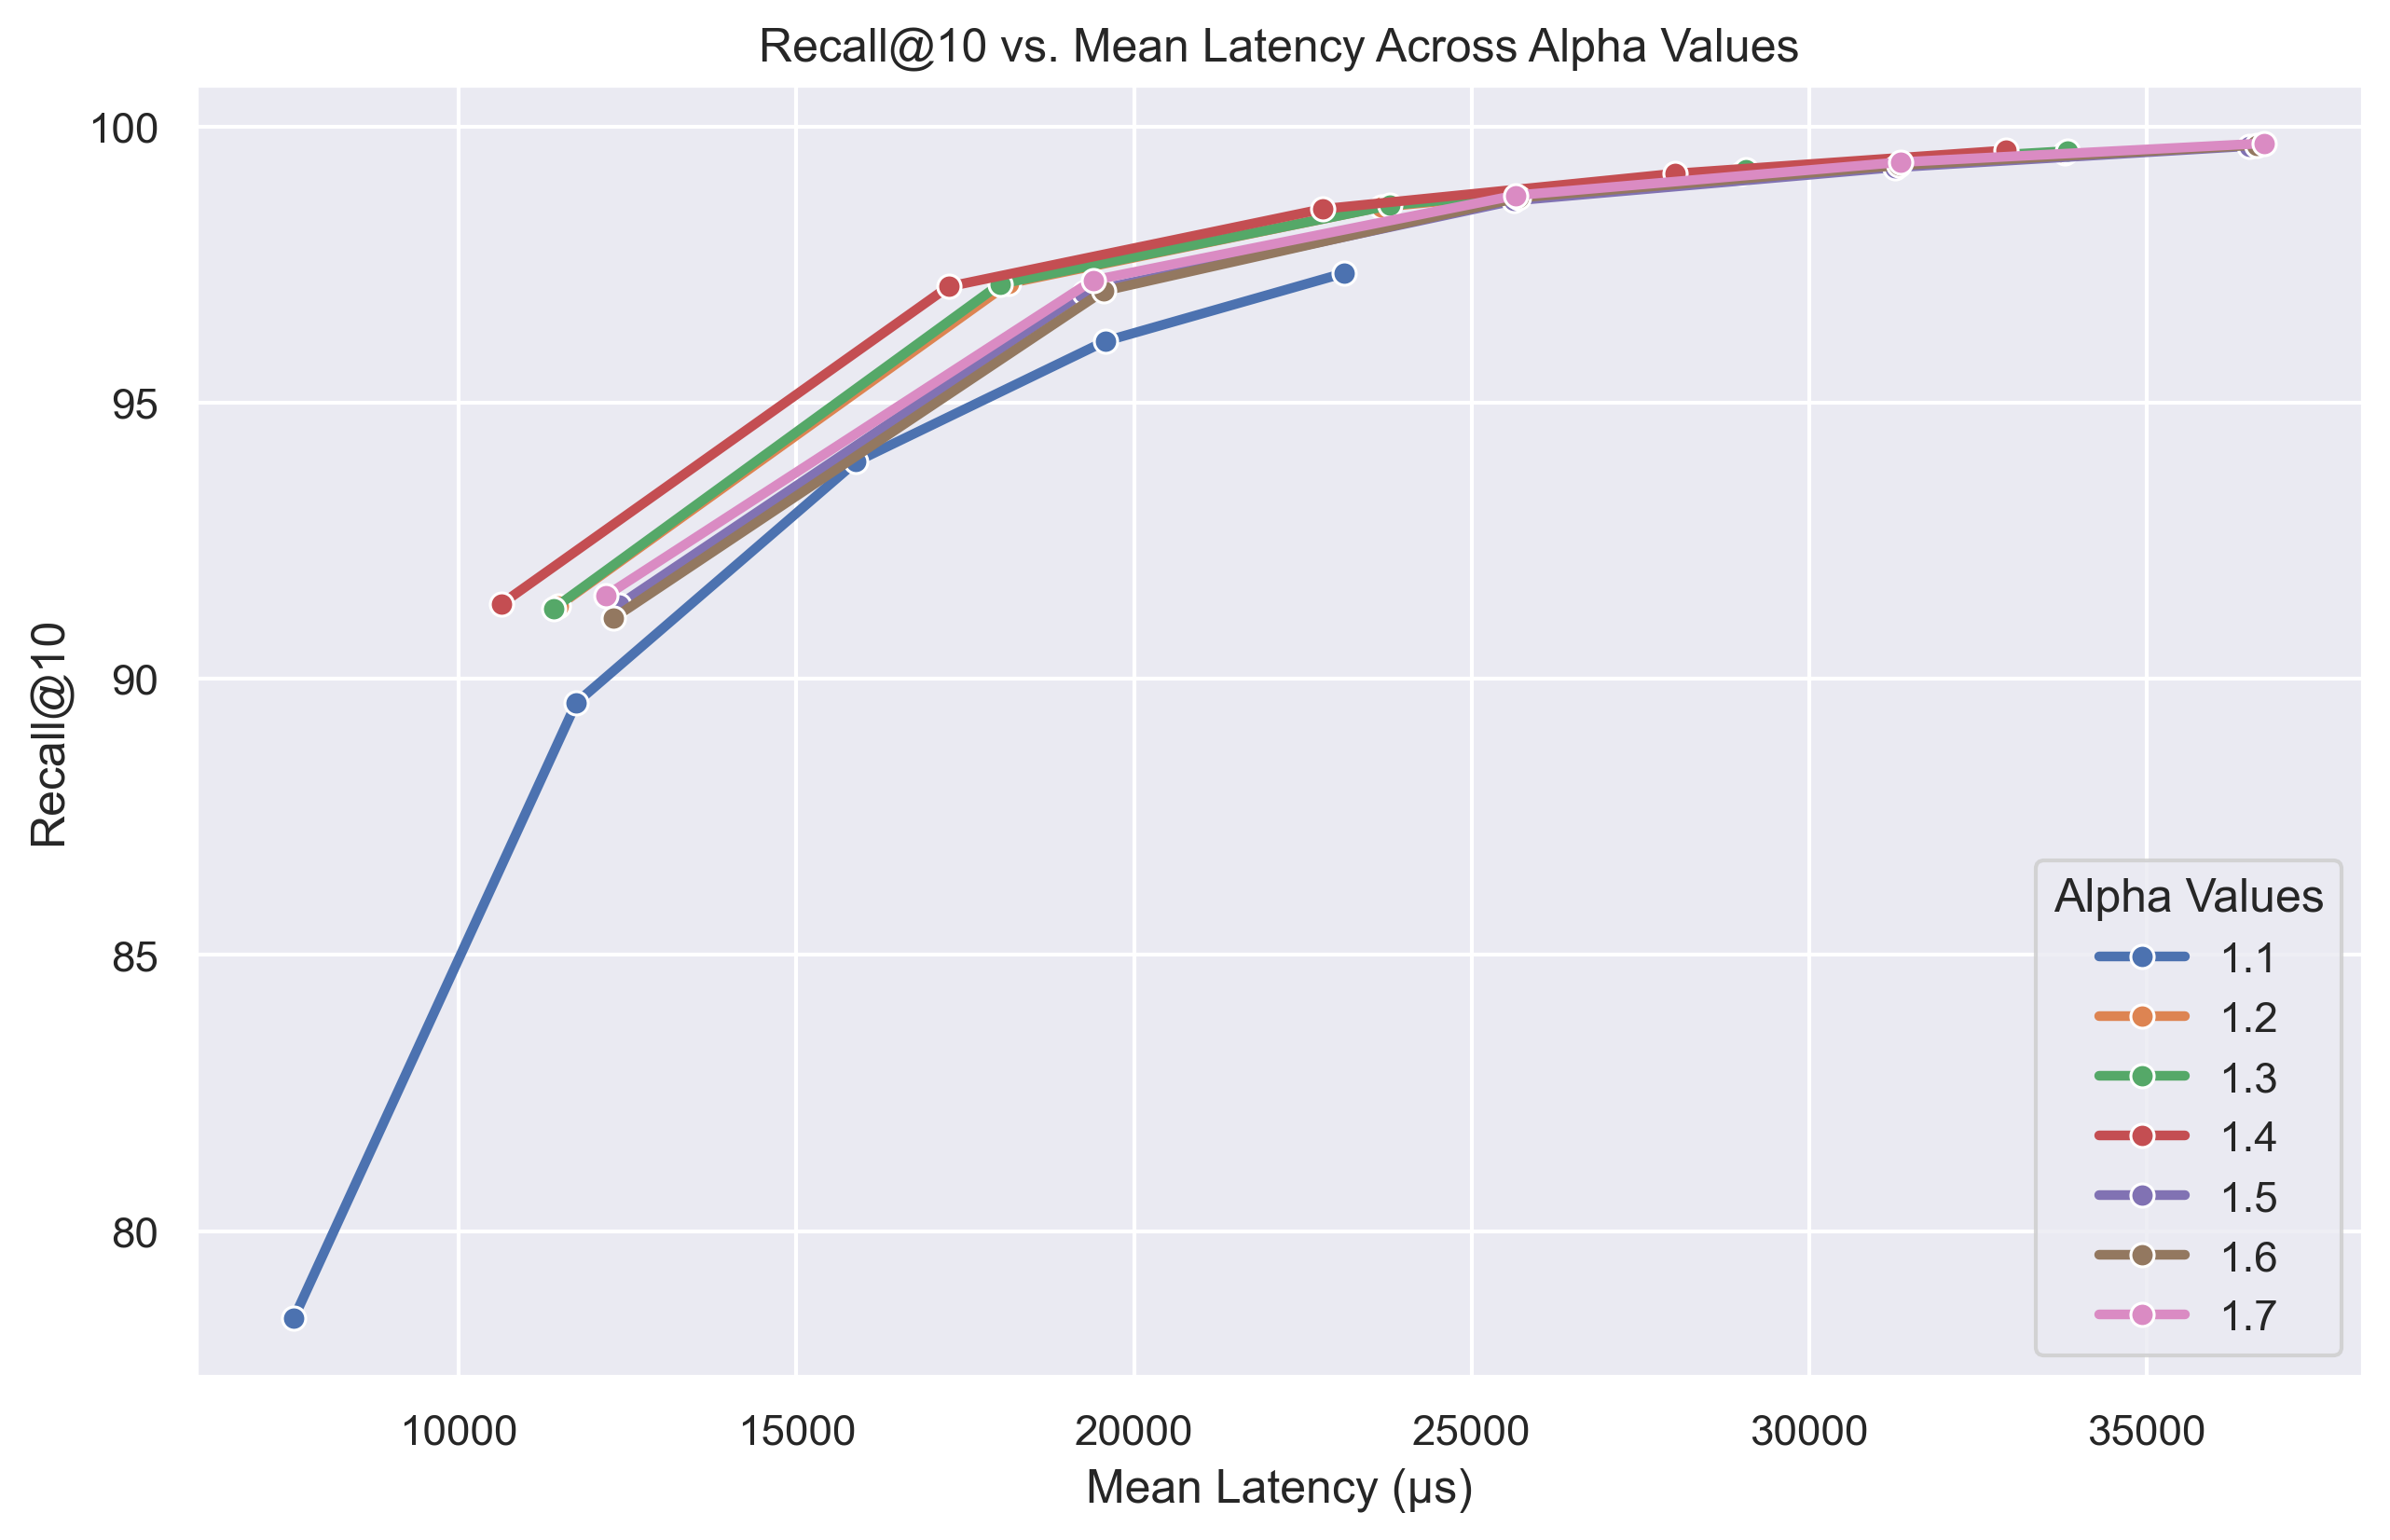 Recall@10 vs. Mean Latency Across Alpha Values
100
95
90
85
80
Recall@10
10000 15000 20000 25000 30000 35000
Mean Latency (μs)
Alpha Values
1.1
1.2
1.3
1.4
1.5
1.6
1.7